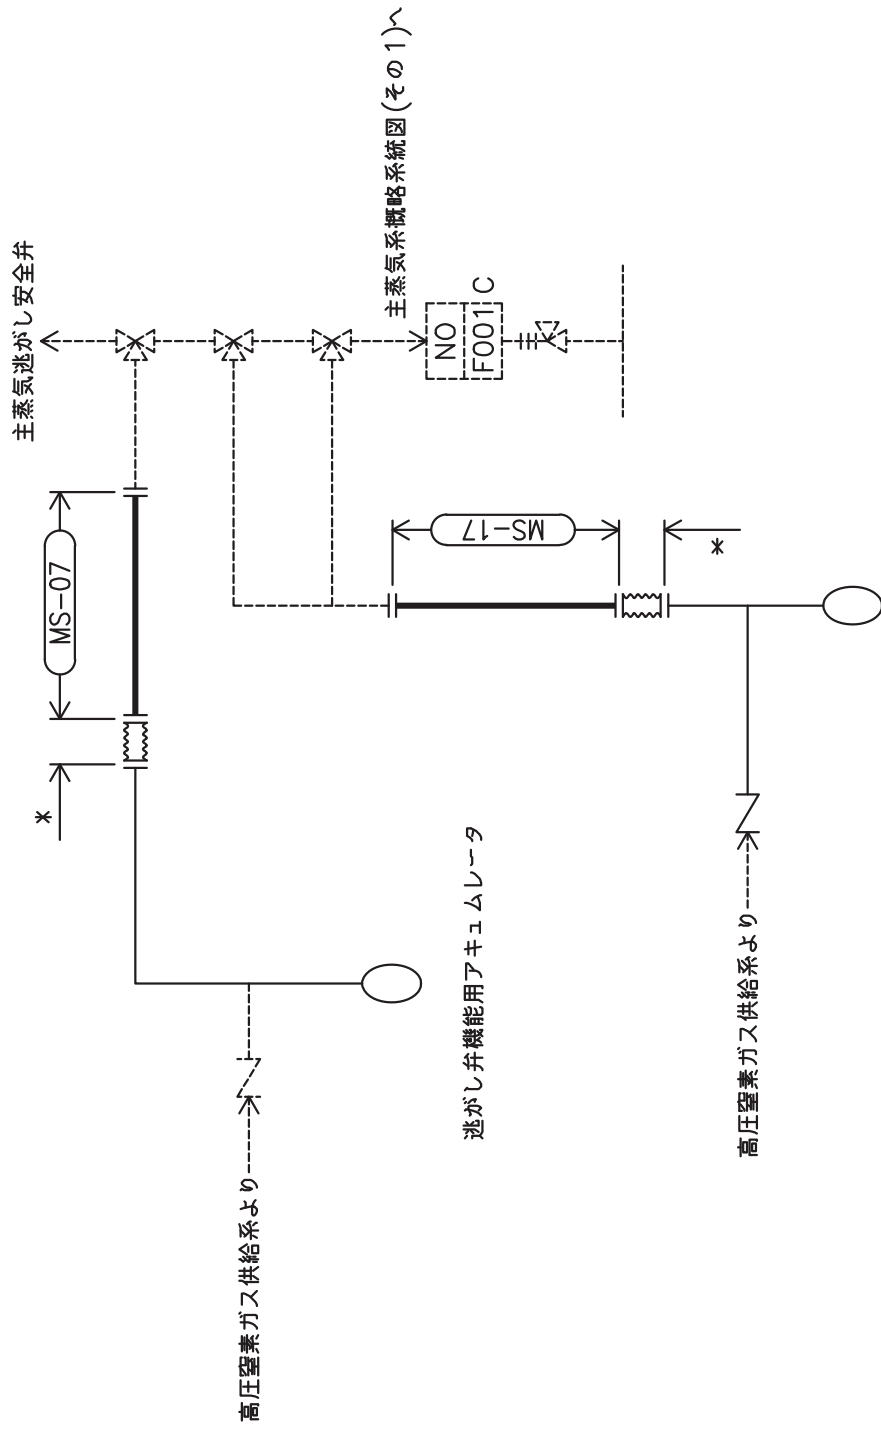 主蒸気逃がし安全弁
主蒸気系概略系統図(その1)へ
NO
F001 C
MS-07
MS-17
*
*
逃がし弁機能用アキュムレータ
高圧窒素ガス供給系より
高圧窒素ガス供給系より